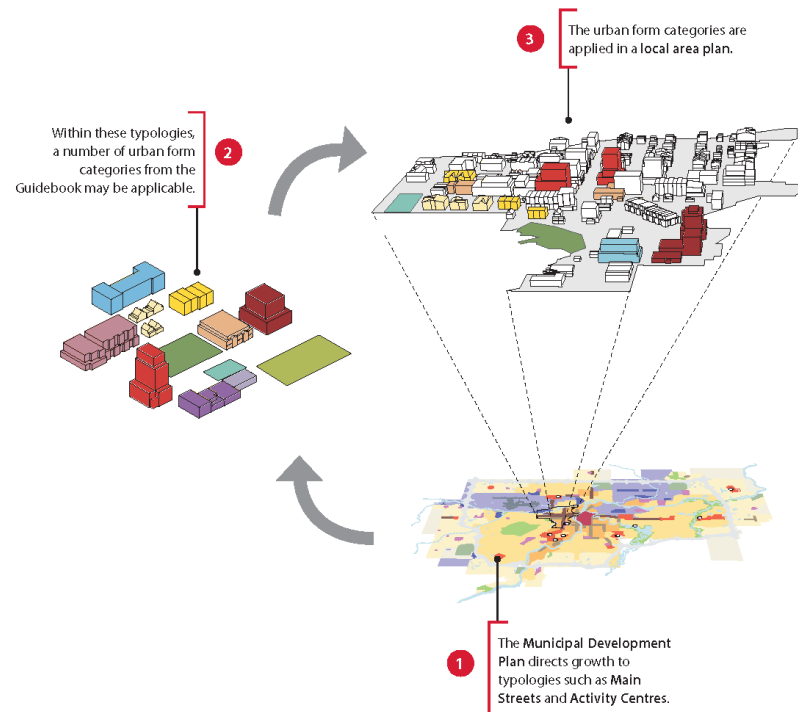 3
The urban form categories are
applied in a local area plan.
Within these typologies,
a number of urban form
categories from the
Guidebook may be applicable.
2
1
The Municipal Development
Plan directs growth to
typologies such as Main
Streets and Activity Centres.